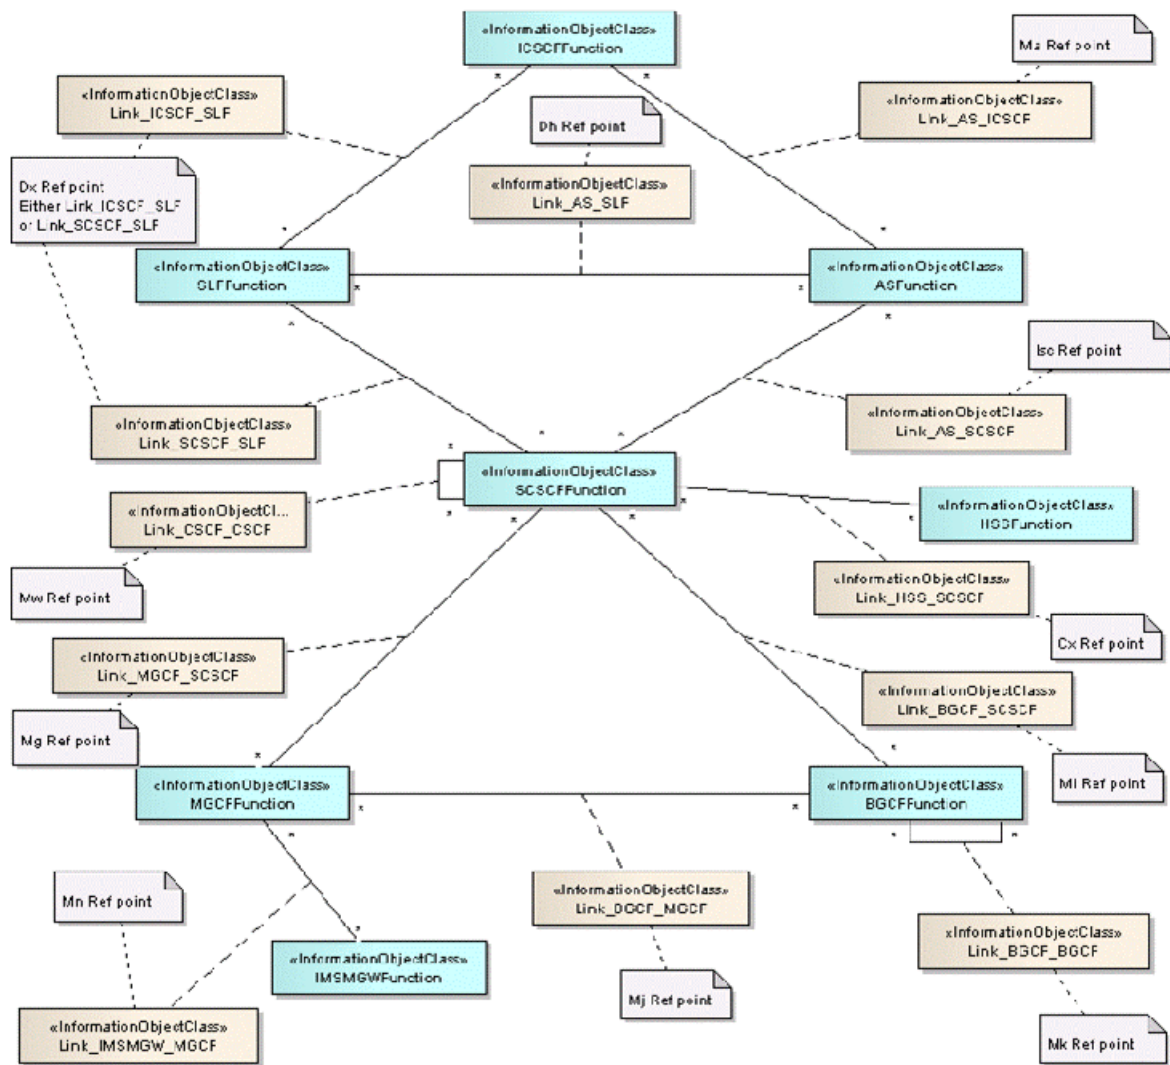 «InformationObjectClass»
ICSCFFunction
Ma Ref point
«InformationObjectClass»
Link_ICSCF_SLF
«InformationObjectClass»
Link_AS_ICSCF
Dh Ref point
Dx Ref point
Either Link_ICSCF_SLF
or Link_SCSCF_SLF
«InformationObjectClass»
Link_AS_SLF
«InformationObjectClass»
SLFFunction
«InformationObjectClass»
ASFunction
Isc Ref point
«InformationObjectClass»
Link_SCSCF_SLF
«InformationObjectClass»
Link_AS_SCSCF
«InformationObjectClass»
SCSCFFunction
«InformationObjectCl...
Link_CSCF_CSCF
«InformationObjectClass»
HSSFunction
Mw Ref point
«InformationObjectClass»
Link_HSS_SCSCF
Cx Ref point
«InformationObjectClass»
Link_MGCF_SCSCF
«InformationObjectClass»
Link_BGCF_SCSCF
Mg Ref point
Mi Ref point
«InformationObjectClass»
MGCFFunction
«InformationObjectClass»
BGCFFunction
Mn Ref point
«InformationObjectClass»
Link_BGCF_MGCF
«InformationObjectClass»
Link_BGCF_BGCF
«InformationObjectClass»
IMSMGWFunction
Mj Ref point
«InformationObjectClass»
Link_IMSMGW_MGCF
Mk Ref point